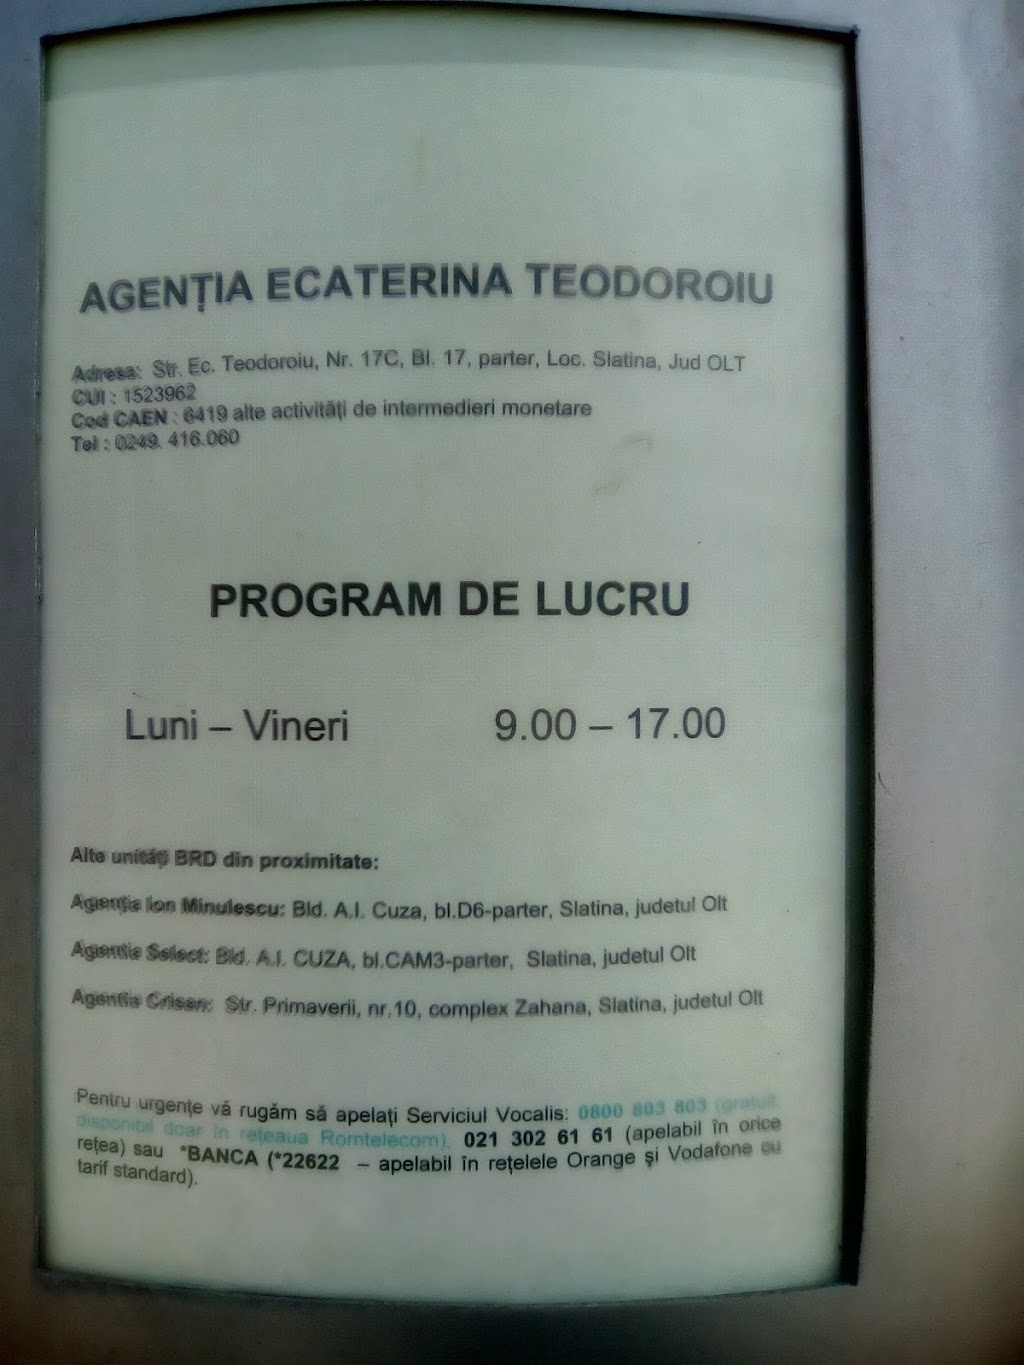 AGENȚIA ECATERINA TEODOROIU
Adresa: Str. Ec. Teodoroiu, Nr. 17C, Bl. 17, parter, Loc. Slatina, Jud OLT
CUI : 1523962
Cod CAEN : 6419 alte activități de intermedieri monetare
Tel : 0249. 416.060
PROGRAM DE LUCRU
Luni – Vineri 9.00 – 17.00
Alte unități BRD din proximitate:
Agenția Ion Minulescu: Bld. A.I. Cuza, bl.D6-parter, Slatina, judetul Olt
Agentia Select: Bld. A.I. CUZA, bl.CAM3-parter, Slatina, judetul Olt
Agentia Crisan: Str. Primaverii, nr.10, complex Zahana, Slatina, judetul Olt
Pentru urgențe vă rugăm să apelați Serviciul Vocalis: 0800 803 803 (gratuit,
disponibil doar în rețeaua Romtelecom), 021 302 61 61 (apelabil în orice
rețea) sau *BANCA (*22622 – apelabil în rețelele Orange și Vodafone cu
tarif standard).